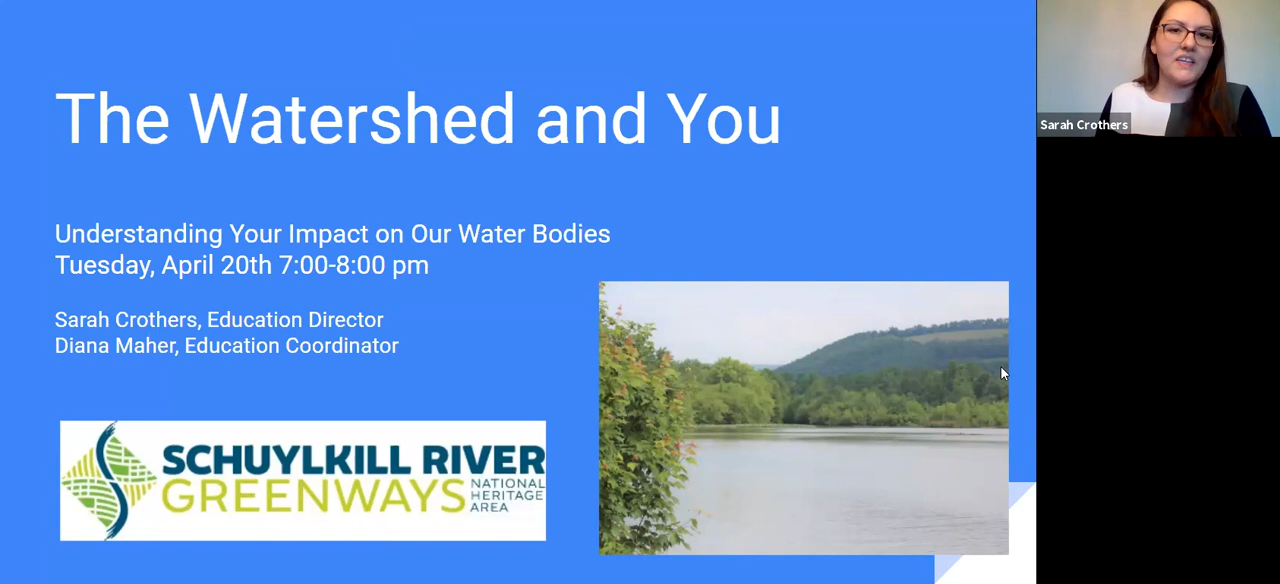 The Watershed and You
Understanding Your Impact on Our Water Bodies
Tuesday, April 20th 7:00-8:00 pm
Sarah Crothers, Education Director
Diana Maher, Education Coordinator
SCHUYLKILL RIVER
GREENWAYS
NATIONAL
HERITAGE
AREA
Sarah Crothers